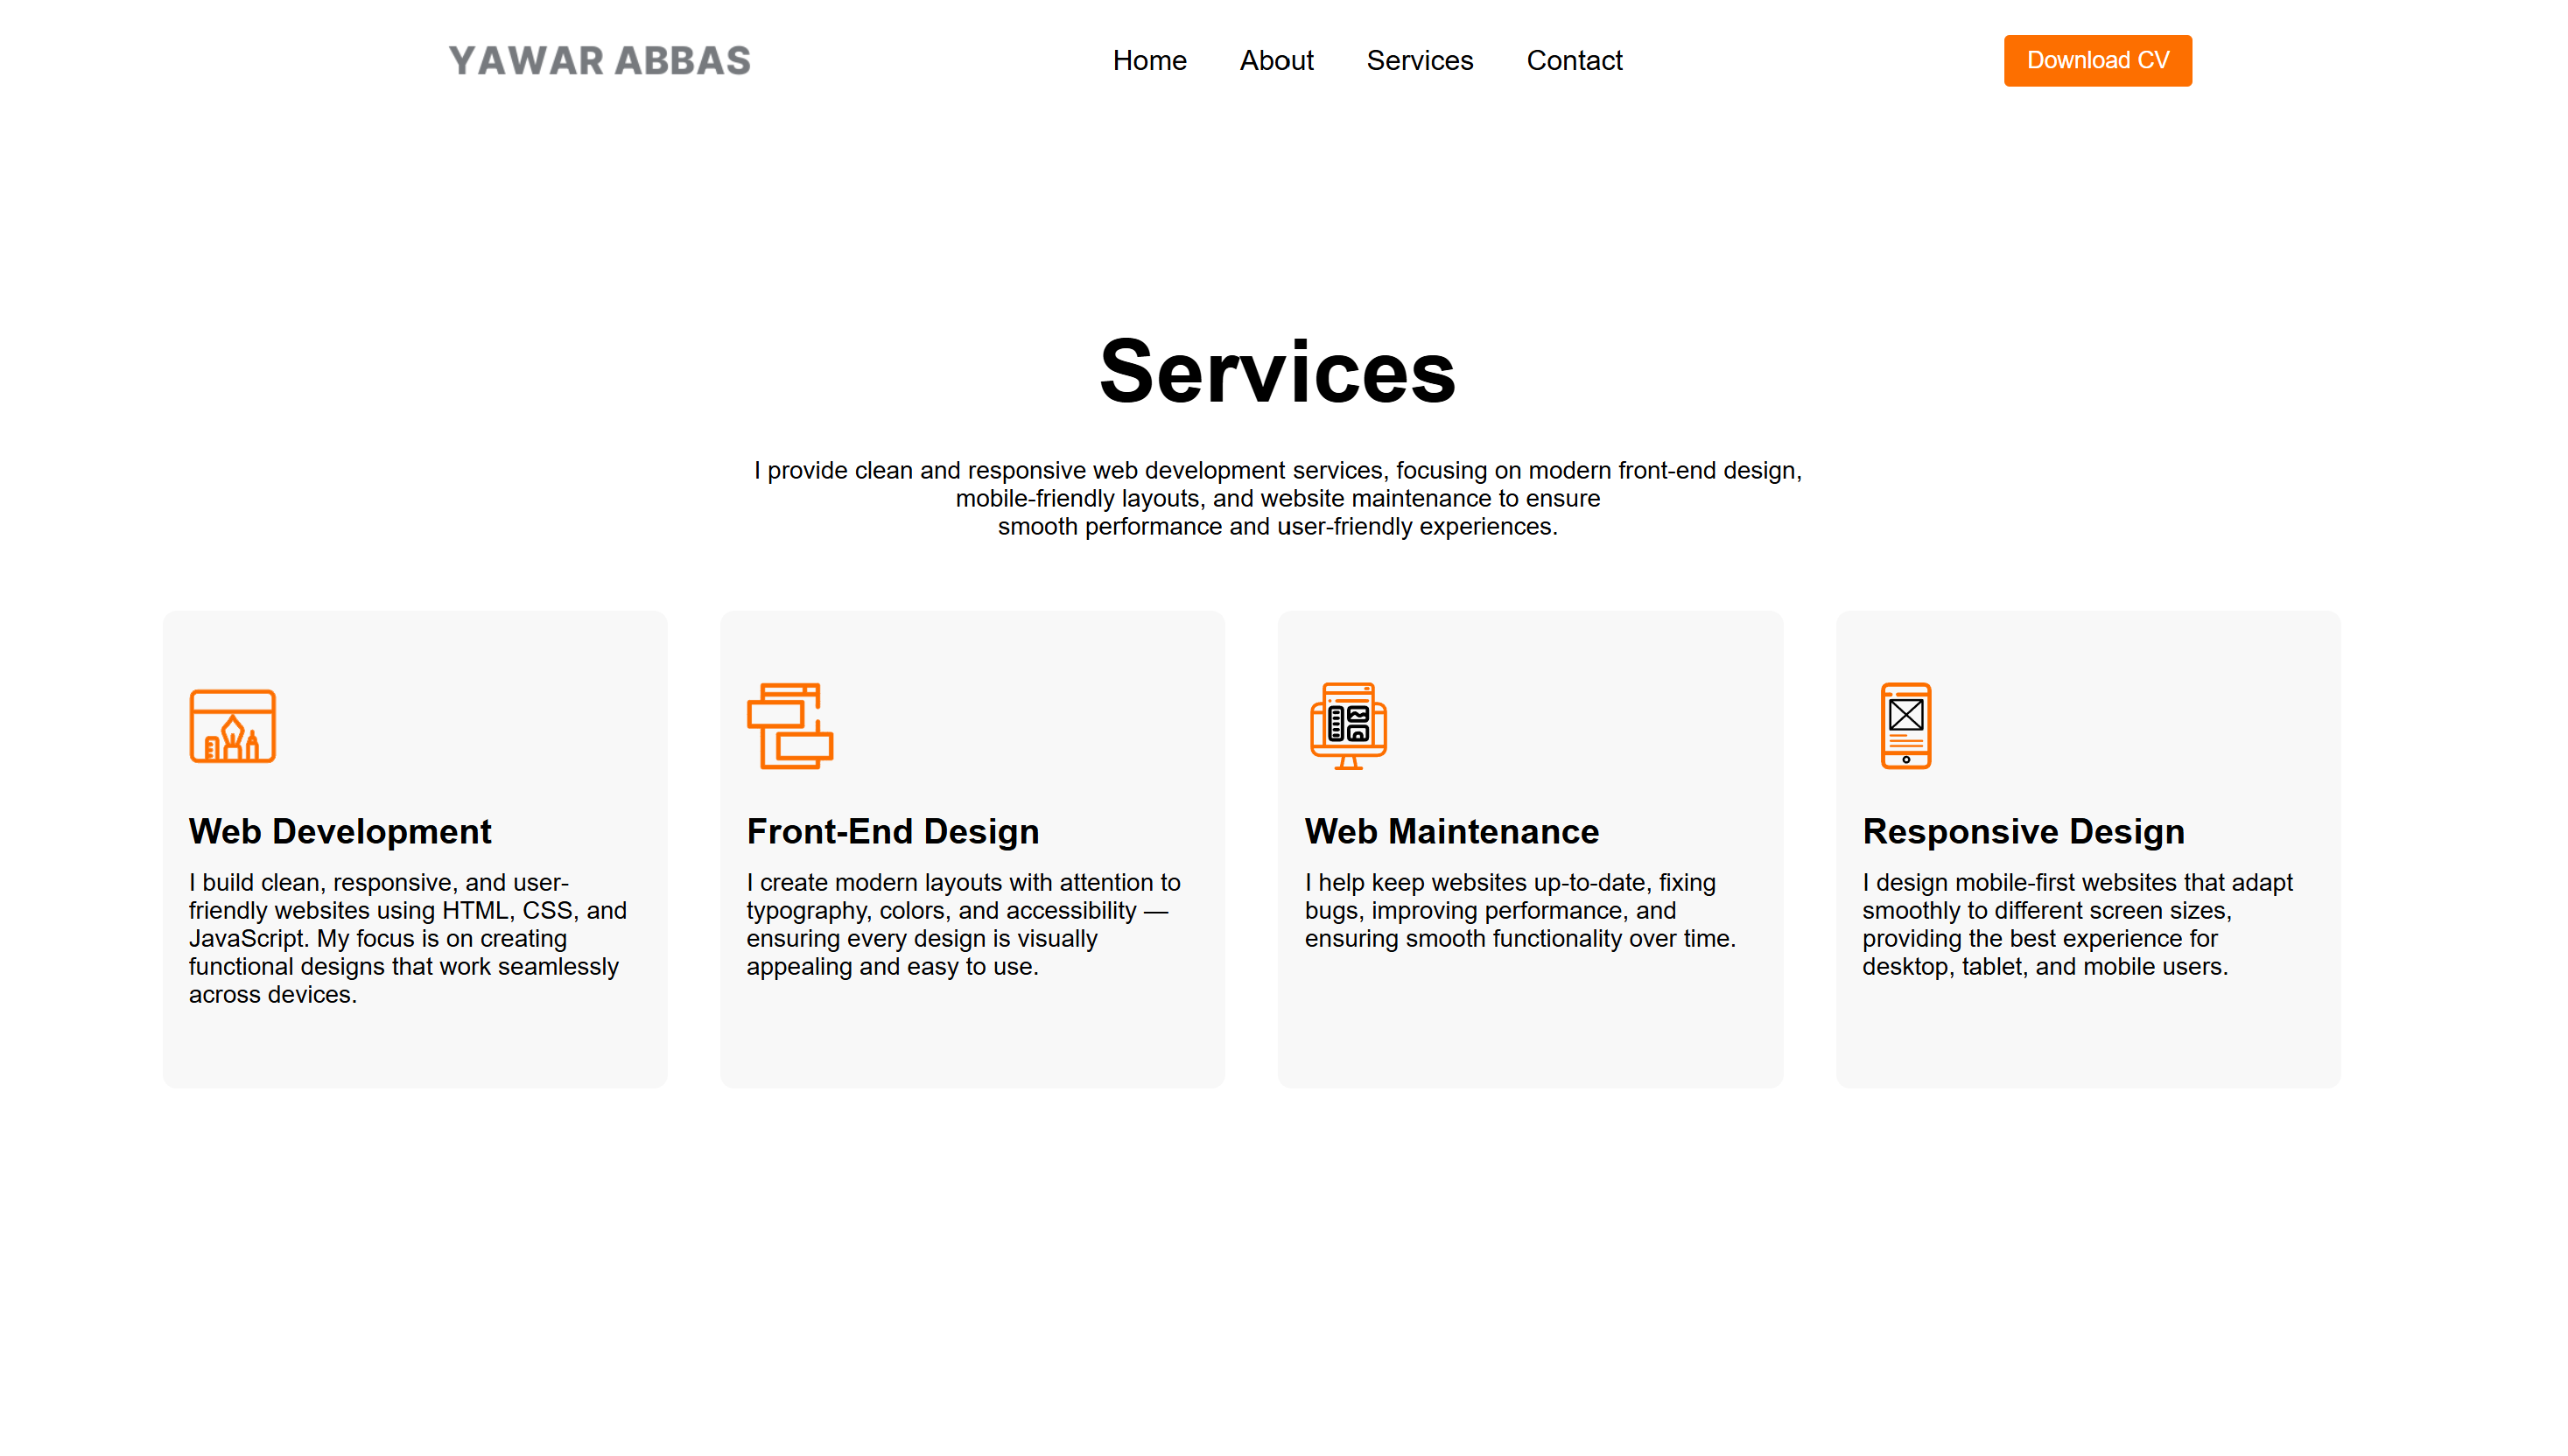 YAWAR ABBAS
Home
About
Services
Contact
Download CV
Services
I provide clean and responsive web development services, focusing on modern front-end design,
mobile-friendly layouts, and website maintenance to ensure
smooth performance and user-friendly experiences.
Web Development
I build clean, responsive, and user-
friendly websites using HTML, CSS, and
JavaScript. My focus is on creating
functional designs that work seamlessly
across devices.
Front-End Design
I create modern layouts with attention to
typography, colors, and accessibility —
ensuring every design is visually
appealing and easy to use.
Web Maintenance
I help keep websites up-to-date, fixing
bugs, improving performance, and
ensuring smooth functionality over time.
Responsive Design
I design mobile-first websites that adapt
smoothly to different screen sizes,
providing the best experience for
desktop, tablet, and mobile users.